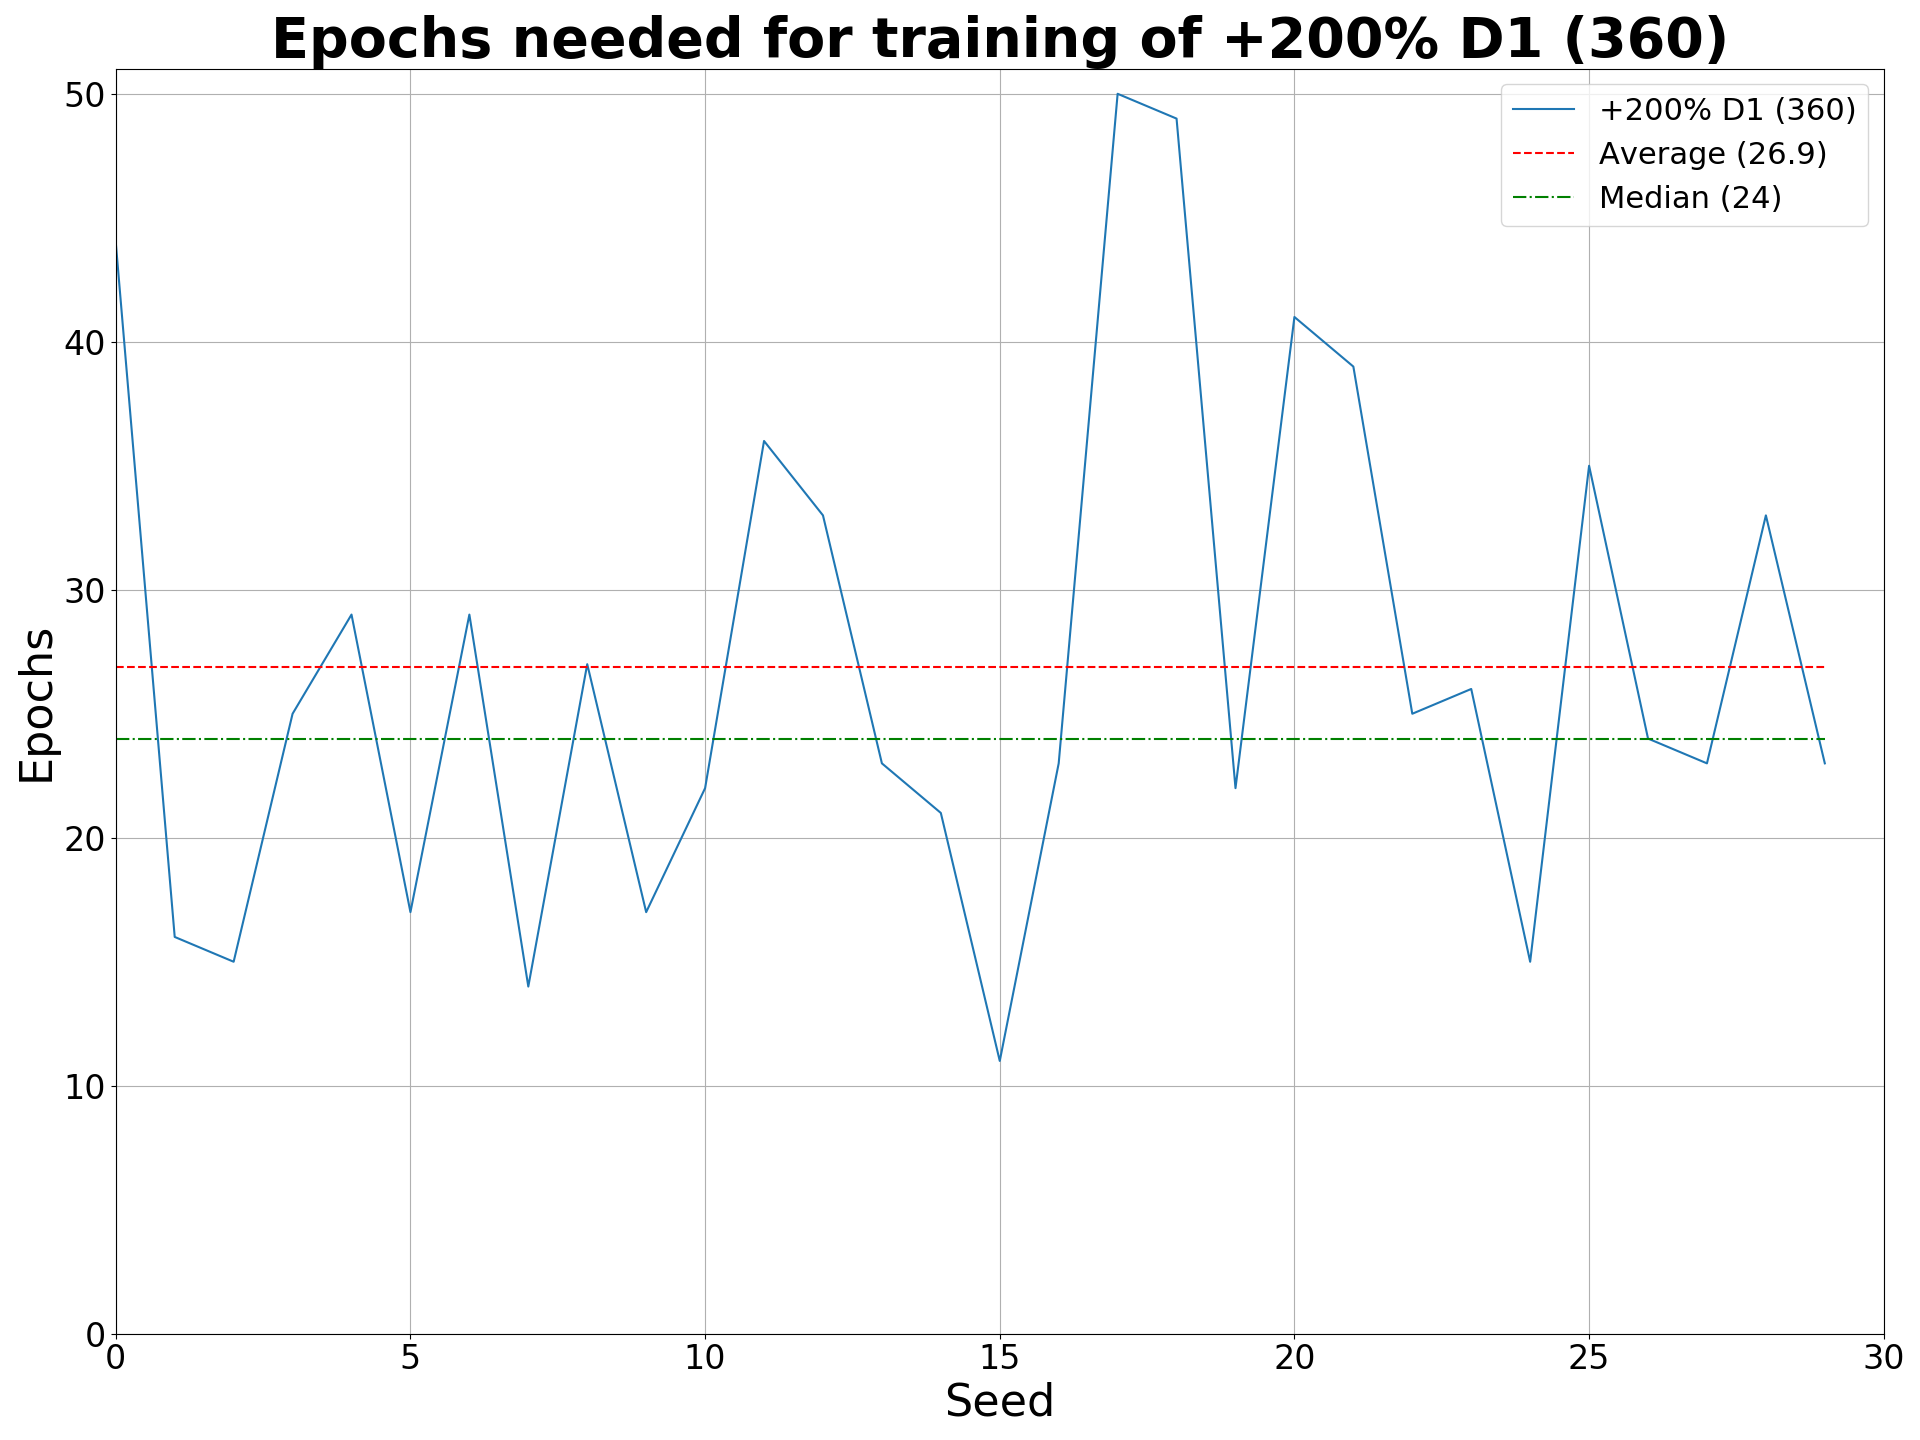 Epochs needed for training of +200% D1 (360)
+200% D1 (360)
Average (26.9)
Median (24)
Epochs
50
40
30
20
10
0
0 5 10 15 20 25 30
Seed